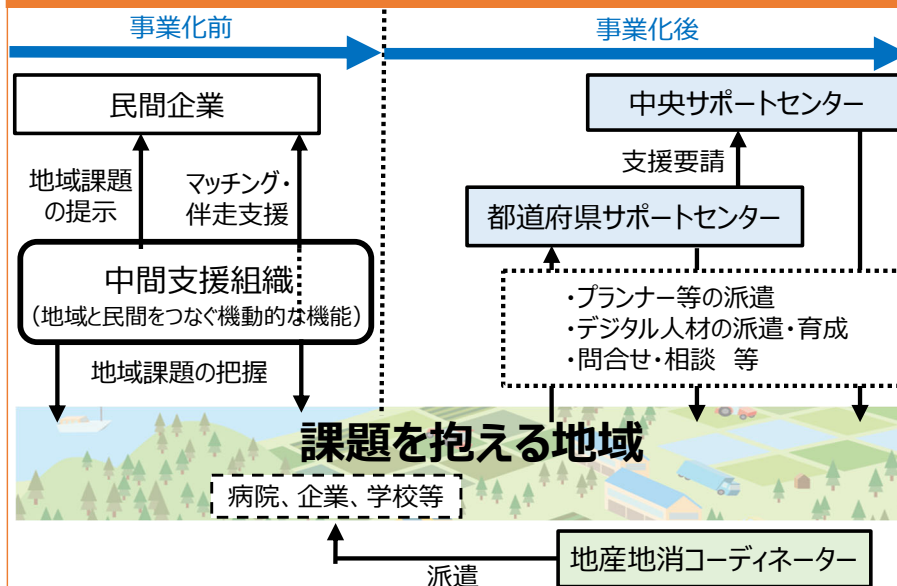 事業化前
事業化後
民間企業
中央サポートセンター
地域課題
の提示
マッチング・
伴走支援
支援要請
都道府県サポートセンター
中間支援組織
(地域と民間をつなぐ機動的な機能)
・プランナー等の派遣
・デジタル人材の派遣・育成
・問合せ・相談 等
地域課題の把握
課題を抱える地域
病院、企業、学校等
地産地消コーディネーター
派遣